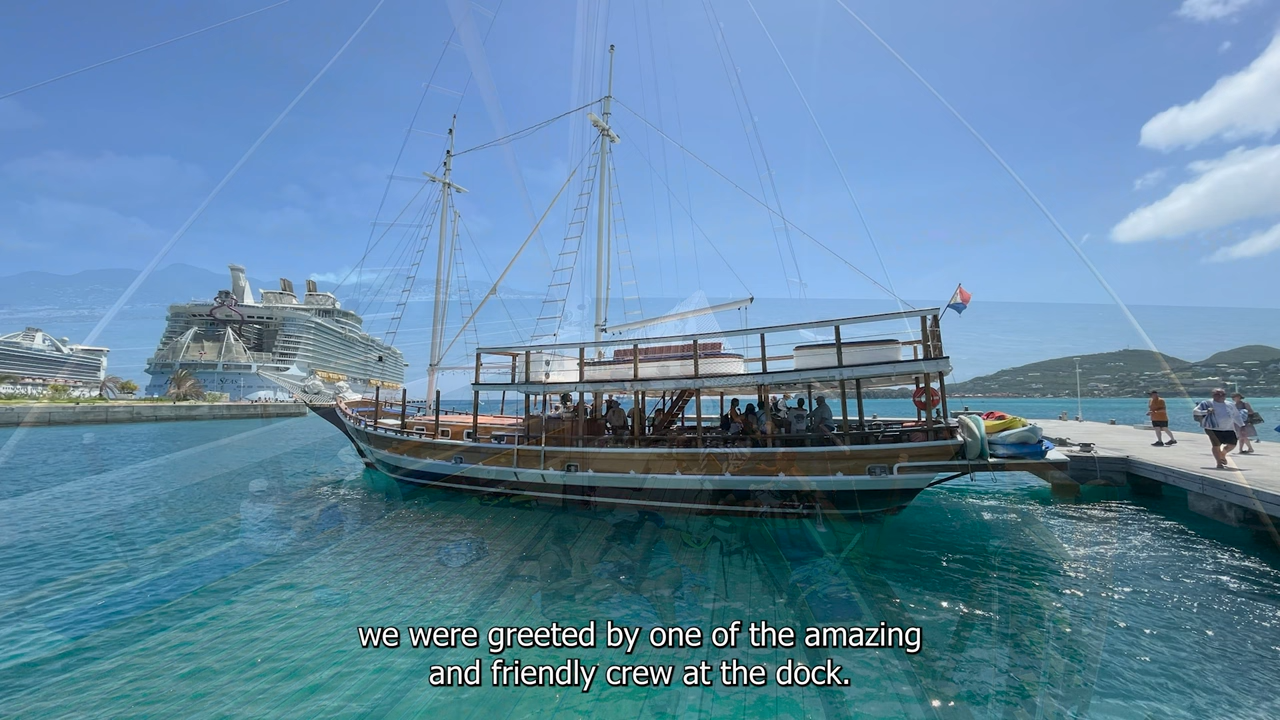 we were greeted by one of the amazing
and friendly crew at the dock.